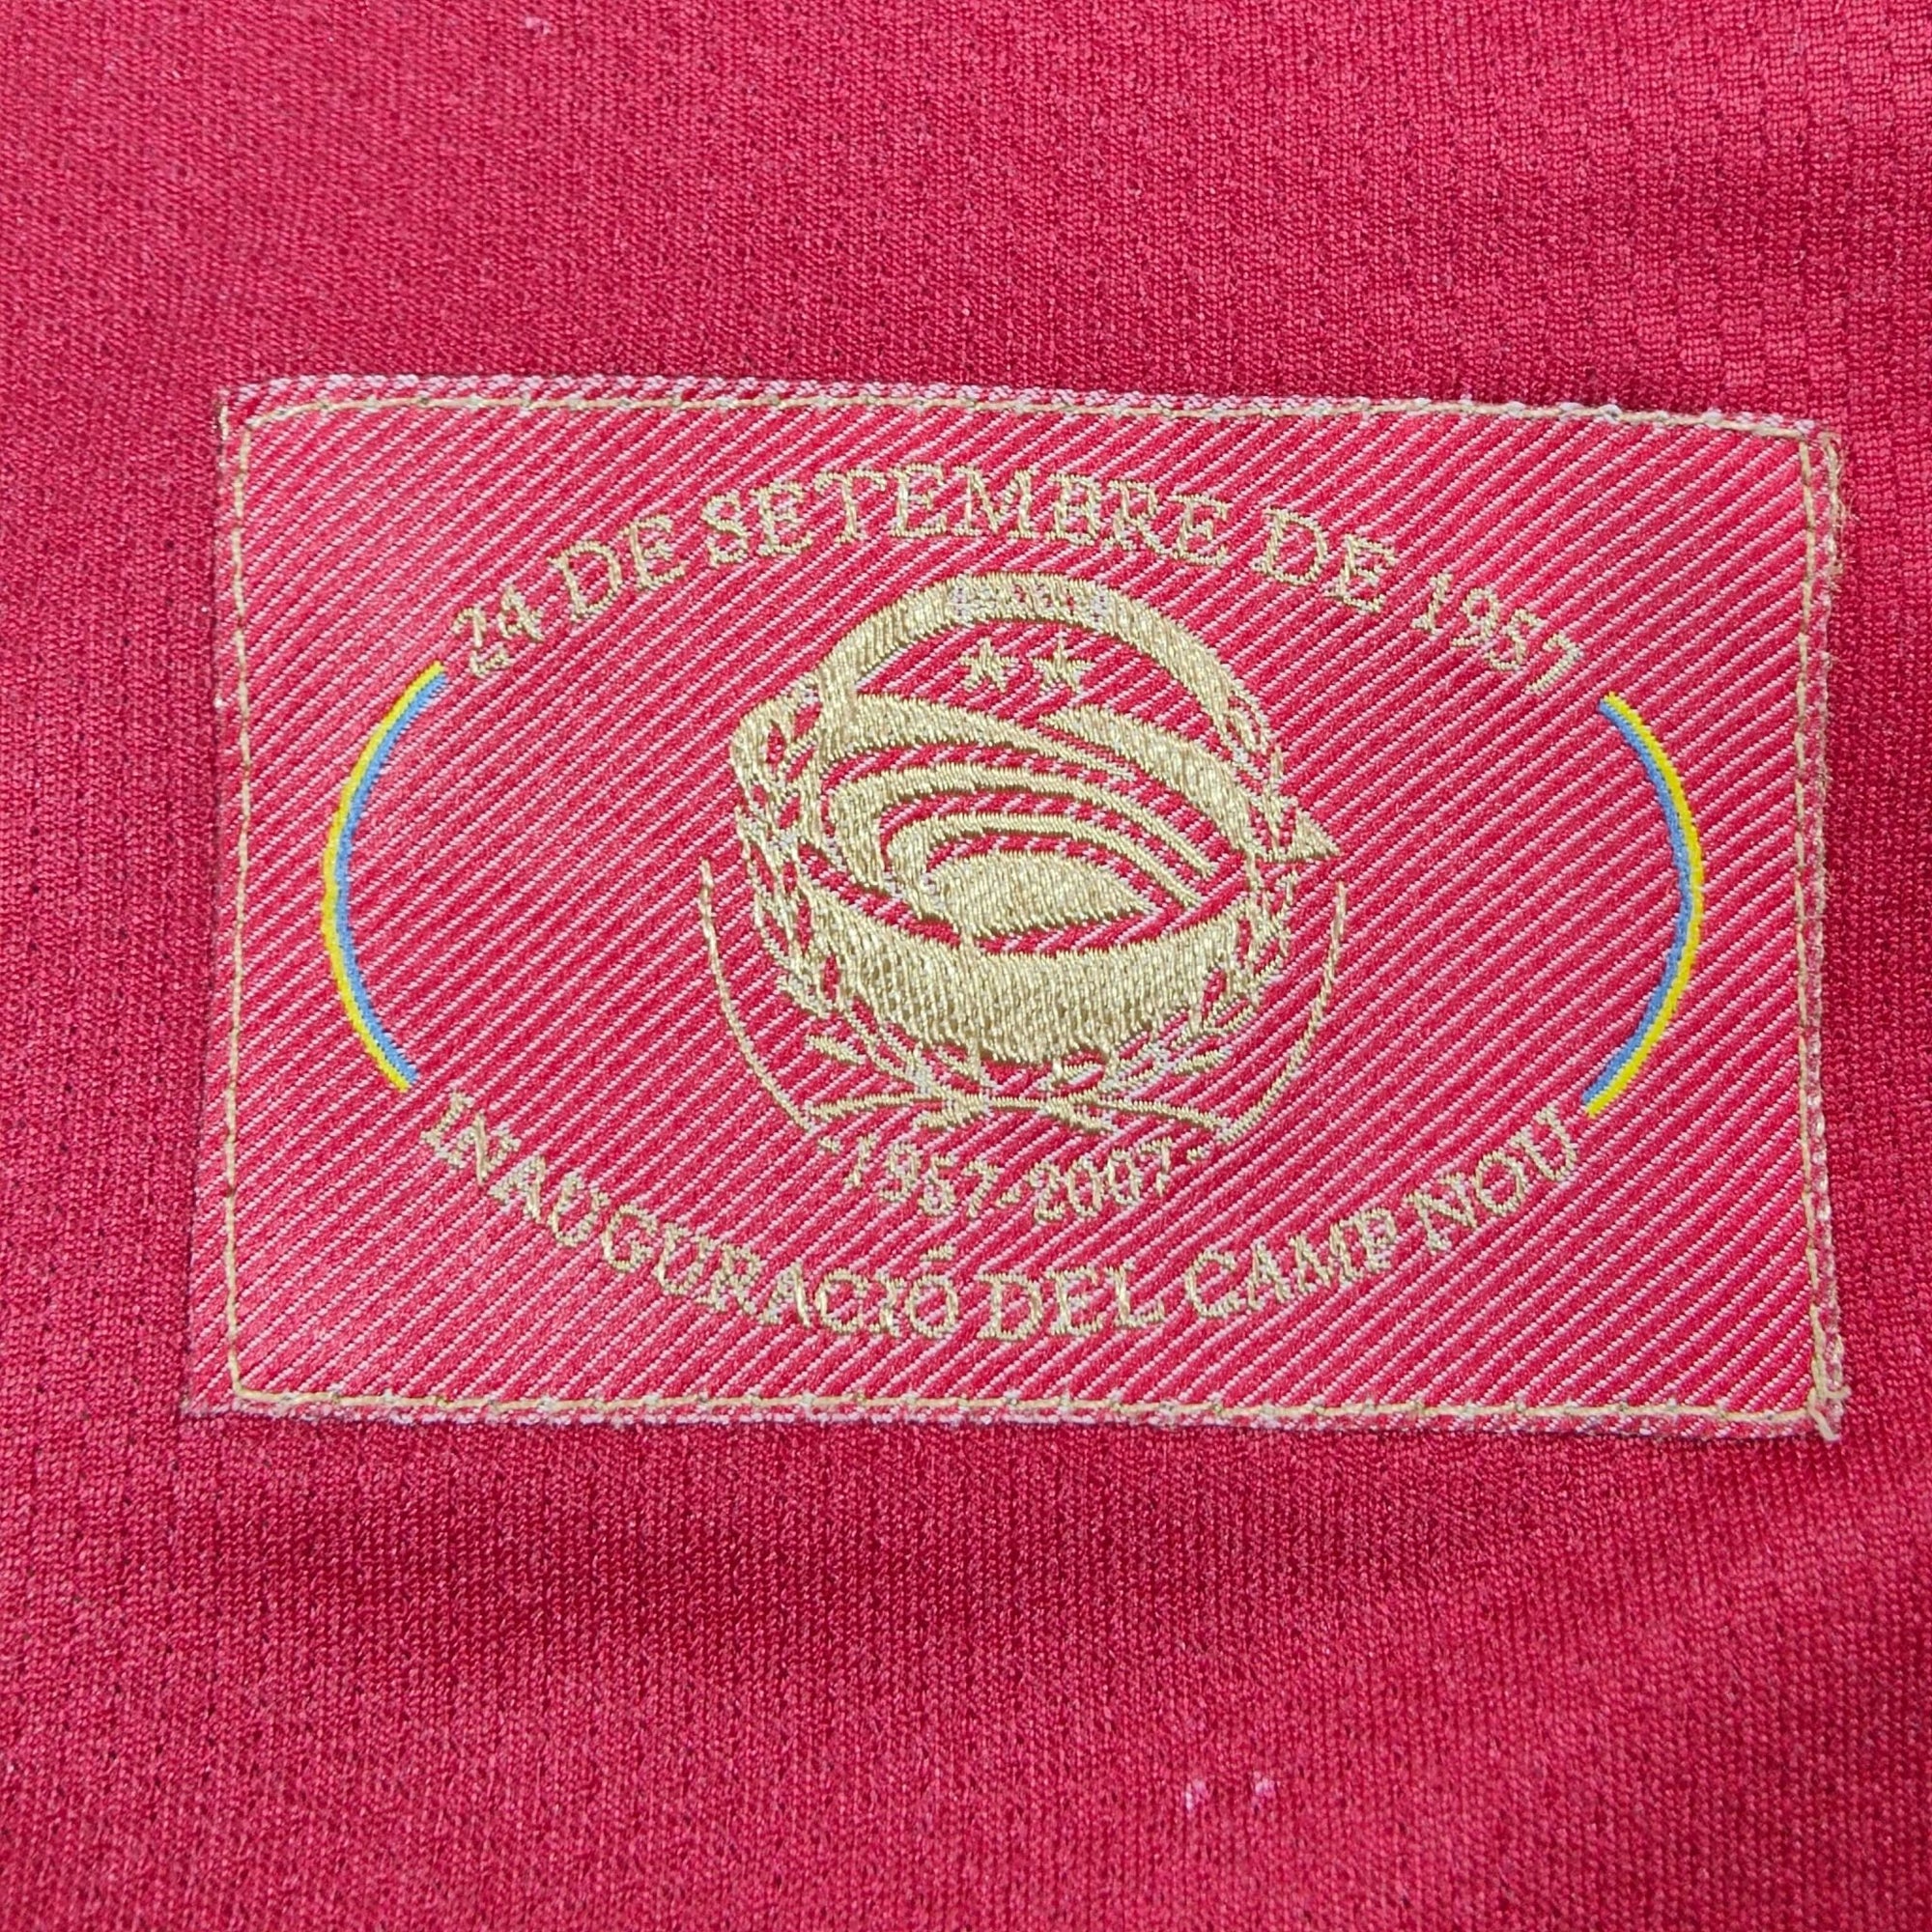 24 DE SETEMBRE DE 1957
-1957-2007-
INAUGURACIÓ DEL CAMP NOU